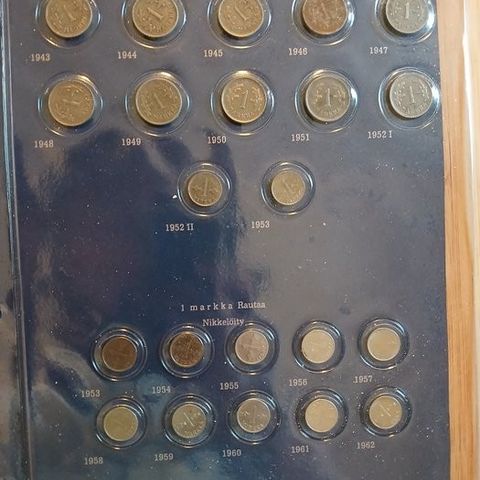 1943 1944 1945 1946 1947
1948 1949 1950 1951 1952 I
1952 II 1953
1 markka Rautaa
Nikkelöity
1953 1954 1955 1956 1957
1958 1959 1960 1961 1962